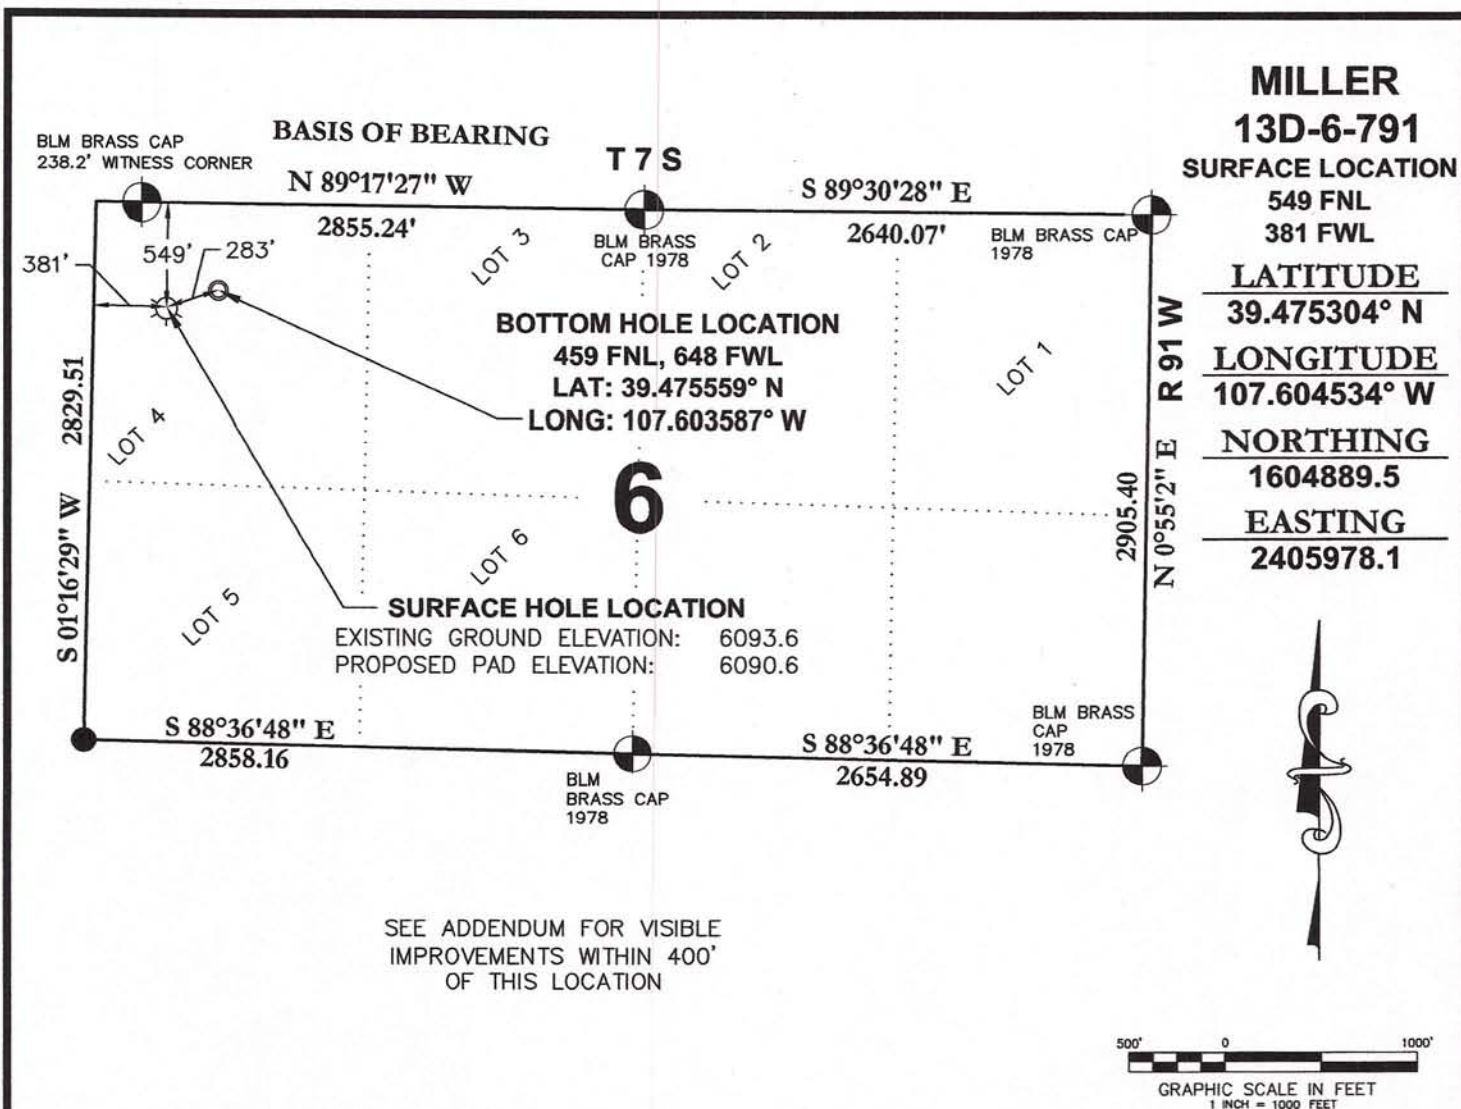 MILLER
13D-6-791
SURFACE LOCATION
549 FNL
381 FWL
LATITUDE
39.475304° N
LONGITUDE
107.604534° W
NORTHING
1604889.5
EASTING
2405978.1
BLM BRASS CAP
238.2' WITNESS CORNER
BASIS OF BEARING
N 89°17'27" W
2855.24'
T 7 S
S 89°30'28" E
2640.07'
BLM BRASS
CAP 1978
BLM BRASS CAP
1978
LOT 3
LOT 2
549'
283'
381'
BOTTOM HOLE LOCATION
459 FNL, 648 FWL
LAT: 39.475559° N
LONG: 107.603587° W
LOT 1
R 91 W
S 01°16'29" W 2829.51
LOT 4
6
2905.40
N 0°55'2" E
LOT 6
LOT 5
SURFACE HOLE LOCATION
EXISTING GROUND ELEVATION: 6093.6
PROPOSED PAD ELEVATION: 6090.6
S 88°36'48" E
2858.16
BLM
BRASS CAP
1978
S 88°36'48" E
2654.89
BLM BRASS
CAP
1978
SEE ADDENDUM FOR VISIBLE
IMPROVEMENTS WITHIN 400'
OF THIS LOCATION
500' 0 1000'
GRAPHIC SCALE IN FEET
1 INCH = 1000 FEET